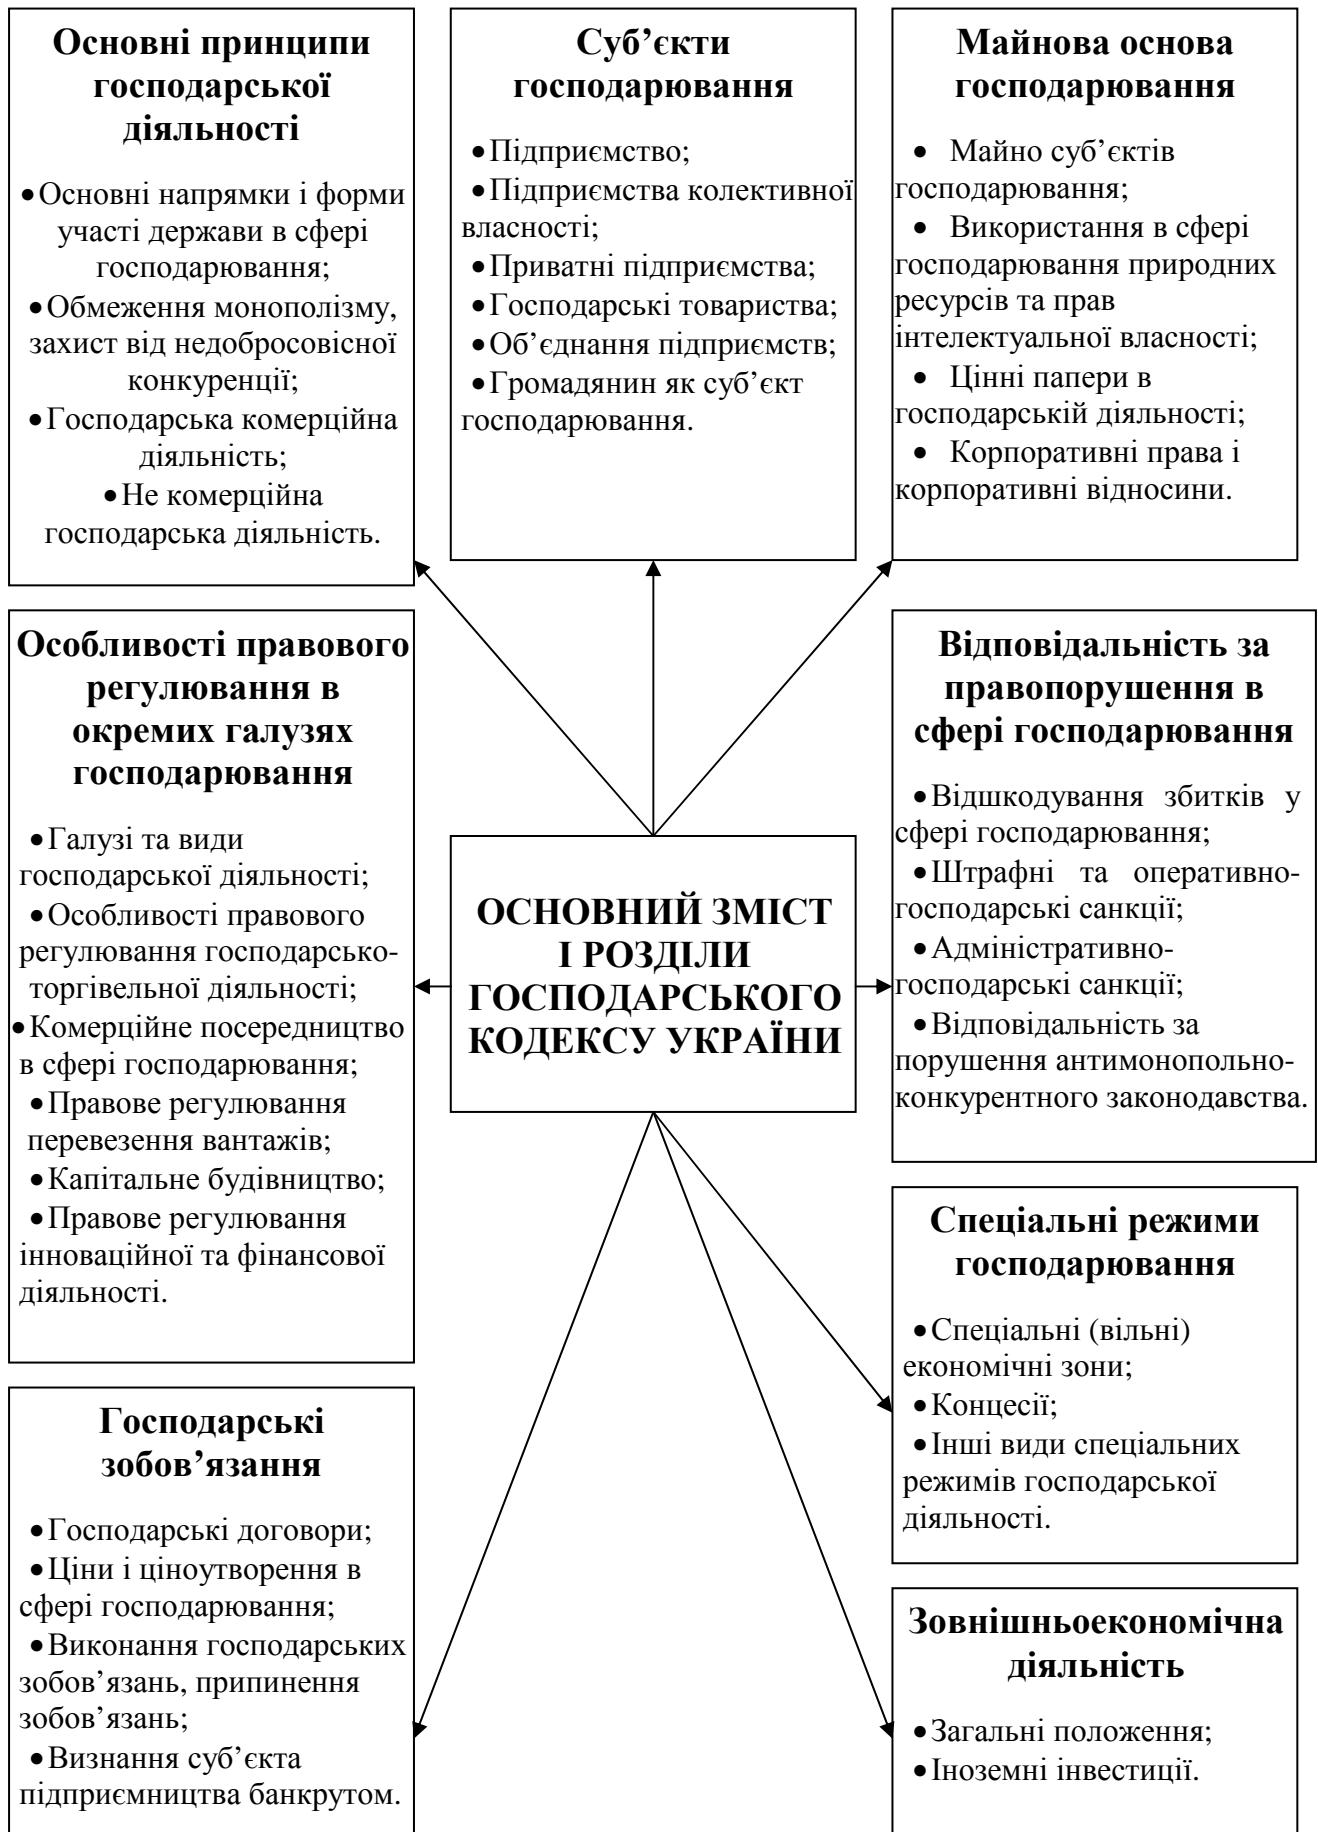 Основні принципи
господарської
діяльності
•Основні напрямки і форми
участі держави в сфері
господарювання;
•Обмеження монополізму,
захист від недобросовісної
конкуренції;
•Господарська комерційна
діяльність;
•Не комерційна
господарська діяльність.
Суб’єкти
господарювання
•Підприємство;
•Підприємства колективної
власності;
•Приватні підприємства;
•Господарські товариства;
•Об’єднання підприємств;
•Громадянин як суб’єкт
господарювання.
Майнова основа
господарювання
• Майно суб’єктів
господарювання;
• Використання в сфері
господарювання природних
ресурсів та прав
інтелектуальної власності;
• Цінні папери в
господарській діяльності;
• Корпоративні права і
корпоративні відносини.
Особливості правового
регулювання в
окремих галузях
господарювання
•Галузі та види
господарської діяльності;
•Особливості правового
регулювання господарсько-
торгівельної діяльності;
•Комерційне посередництво
в сфері господарювання;
•Правове регулювання
перевезення вантажів;
•Капітальне будівництво;
•Правове регулювання
інноваційної та фінансової
діяльності.
ОСНОВНИЙ ЗМІСТ
І РОЗДІЛИ
ГОСПОДАРСЬКОГО
КОДЕКСУ УКРАЇНИ
Відповідальність за
правопорушення в
сфері господарювання
•Відшкодування збитків у
сфері господарювання;
•Штрафні та оперативно-
господарські санкції;
•Адміністративно-
господарські санкції;
•Відповідальність за
порушення антимонопольно-
конкурентного законодавства.
Спеціальні режими
господарювання
•Спеціальні (вільні)
економічні зони;
•Концесії;
•Інші види спеціальних
режимів господарської
діяльності.
Господарські
зобов’язання
•Господарські договори;
•Ціни і ціноутворення в
сфері господарювання;
•Виконання господарських
зобов’язань, припинення
зобов’язань;
•Визнання суб’єкта
підприємництва банкрутом.
Зовнішньоекономічна
діяльність
•Загальні положення;
•Іноземні інвестиції.